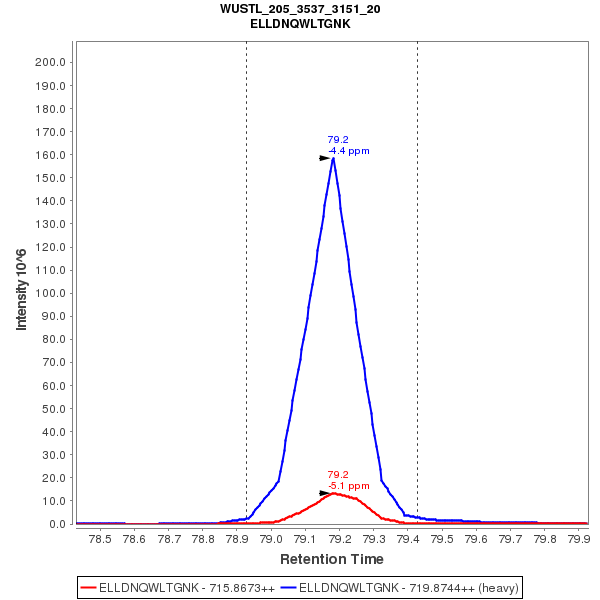 WUSTL_205_3537_3151_20
ELLDNQWLTGNK
200.0
190.0
180.0
170.0
160.0
150.0
140.0
130.0
120.0
110.0
100.0
90.0
80.0
70.0
60.0
50.0
40.0
30.0
20.0
10.0
0.0
Intensity 10^6
79.2
-4.4 ppm
79.2
-5.1 ppm
78.5 78.6 78.7 78.8 78.9 79.0 79.1 79.2 79.3 79.4 79.5 79.6 79.7 79.8 79.9
Retention Time
ELLDNQWLTGNK - 715.8673++ ELLDNQWLTGNK - 719.8744++ (heavy)